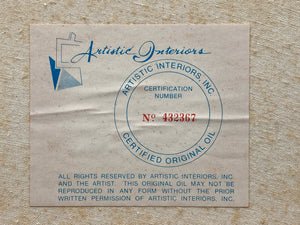 Artistic Interiors
ARTISTIC INTERIORS, INC.
CERTIFICATION
NUMBER
Nº 432367
CERTIFIED ORIGINAL OIL
ALL RIGHTS RESERVED BY ARTISTIC INTERIORS, INC.
AND THE ARTIST. THIS ORIGINAL OIL MAY NOT BE
REPRODUCED IN ANY FORM WITHOUT THE PRIOR
WRITTEN PERMISSION OF ARTISTIC INTERIORS, INC.